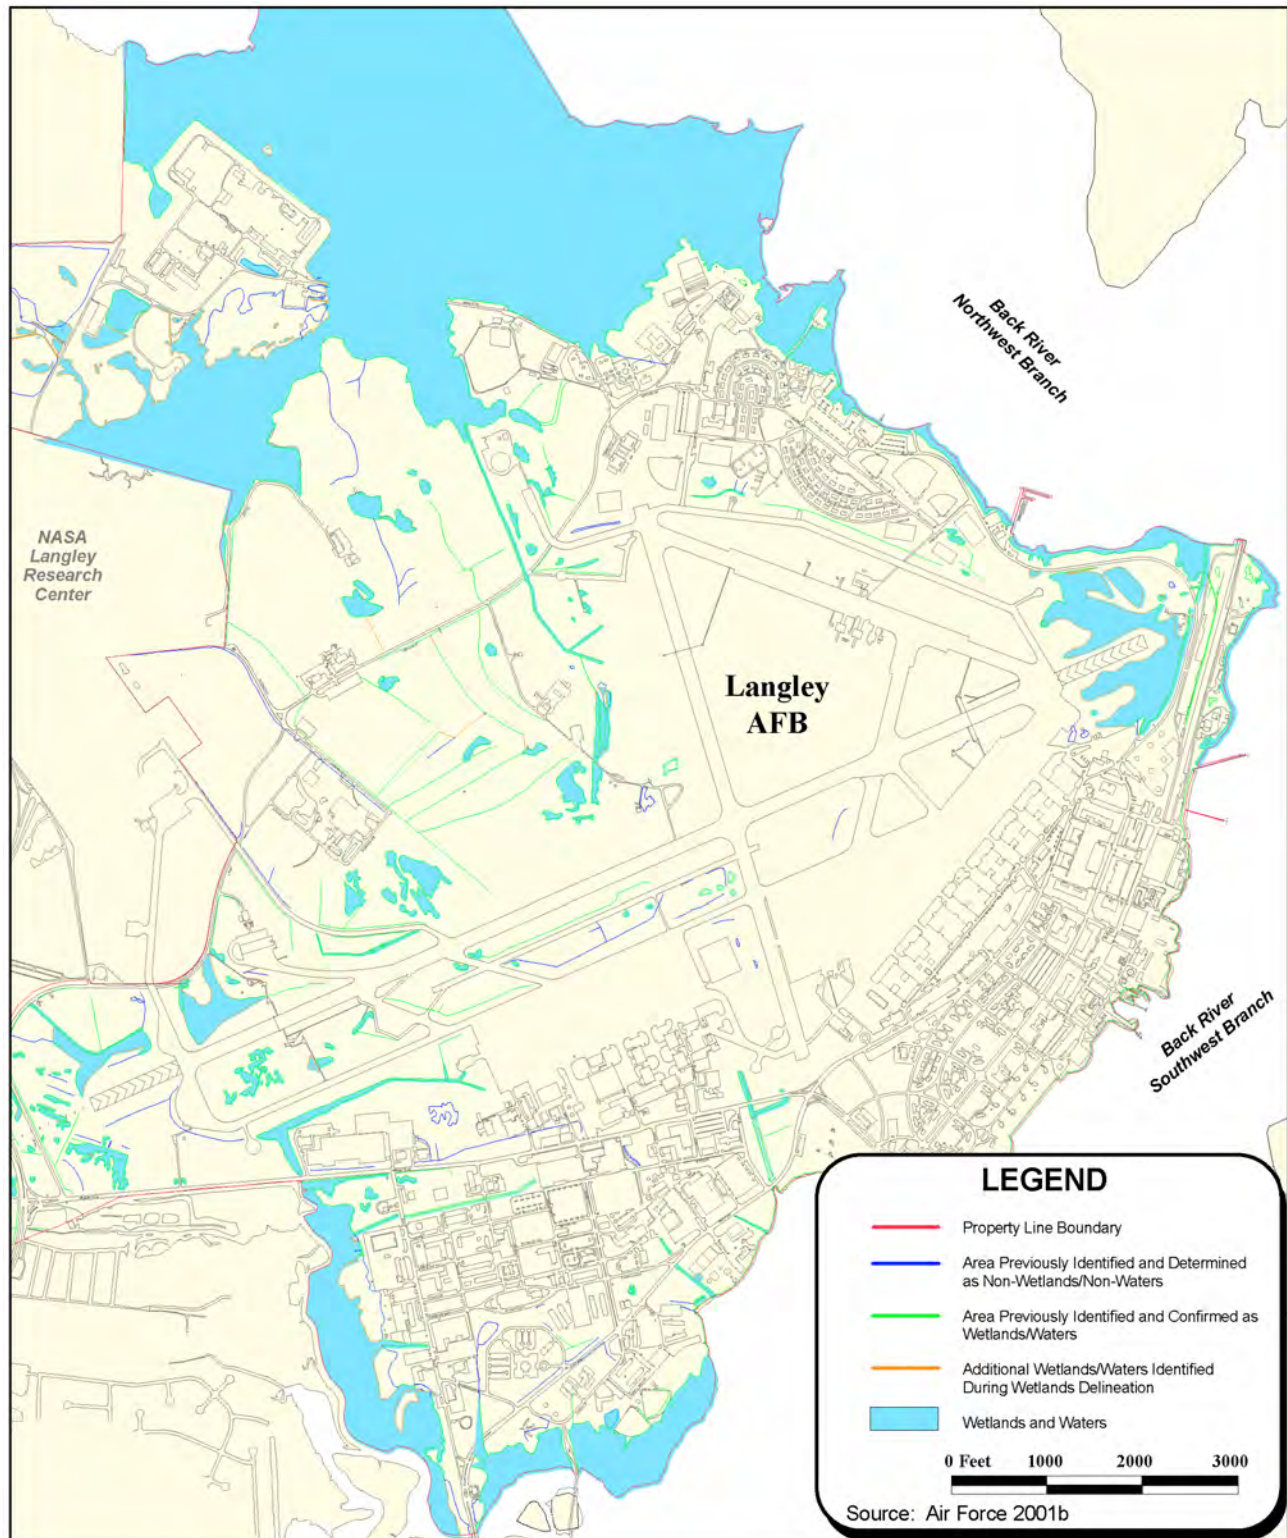 Back River
Northwest Branch
NASA
Langley
Research
Center
Langley
AFB
Back River
Southwest Branch
LEGEND
Property Line Boundary
Area Previously Identified and Determined
as Non-Wetlands/Non-Waters
Area Previously Identified and Confirmed as
Wetlands/Waters
Additional Wetlands/Waters Identified
During Wetlands Delineation
Wetlands and Waters
0 Feet 1000 2000 3000
Source: Air Force 2001b